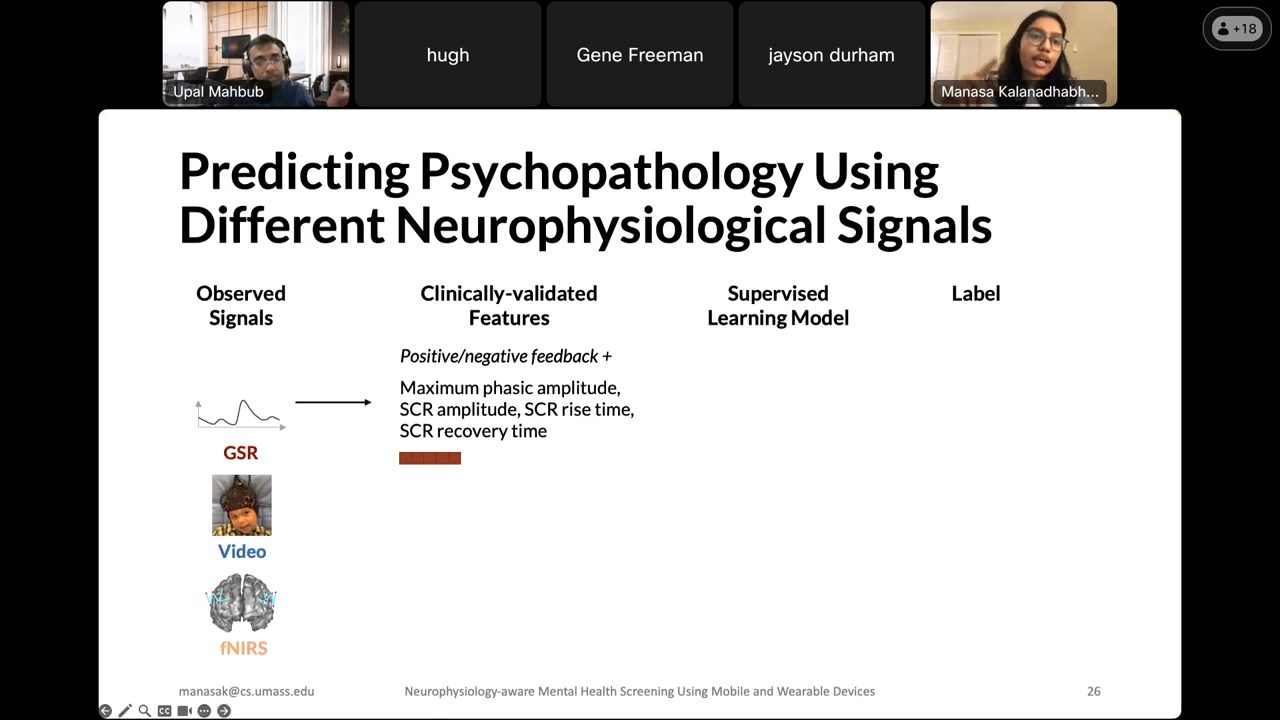 Upal Mahbub
hugh
Gene Freeman
jayson durham
Manasa Kalanadhabh...
+18
Predicting Psychopathology Using
Different Neurophysiological Signals
Observed
Signals
Clinically-validated
Features
Supervised
Learning Model
Label
Positive/negative feedback +
Maximum phasic amplitude,
SCR amplitude, SCR rise time,
SCR recovery time
GSR
Video
fNIRS
manasak@cs.umass.edu
Neurophysiology-aware Mental Health Screening Using Mobile and Wearable Devices
26
CC